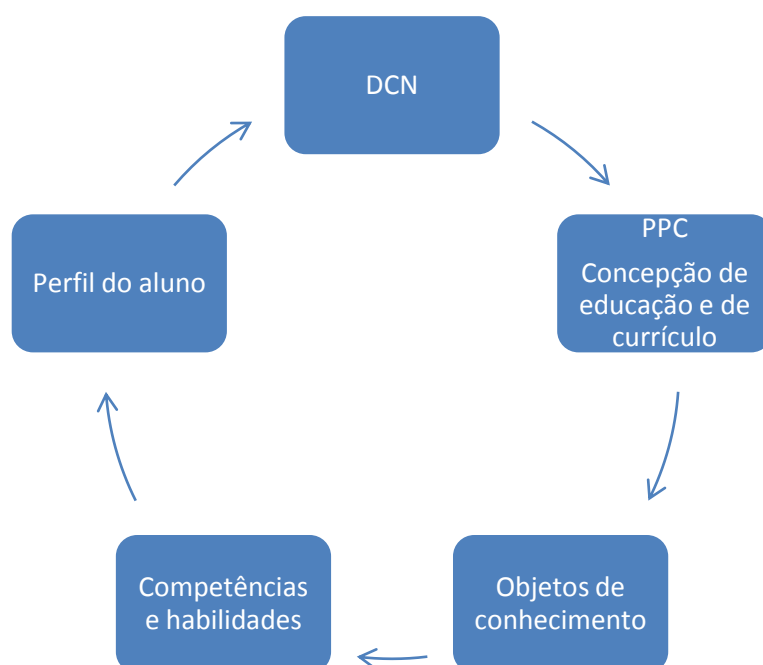 DCN
PPC
Concepção de
educação e de
currículo
Perfil do aluno
Competências
e habilidades
Objetos de
conhecimento